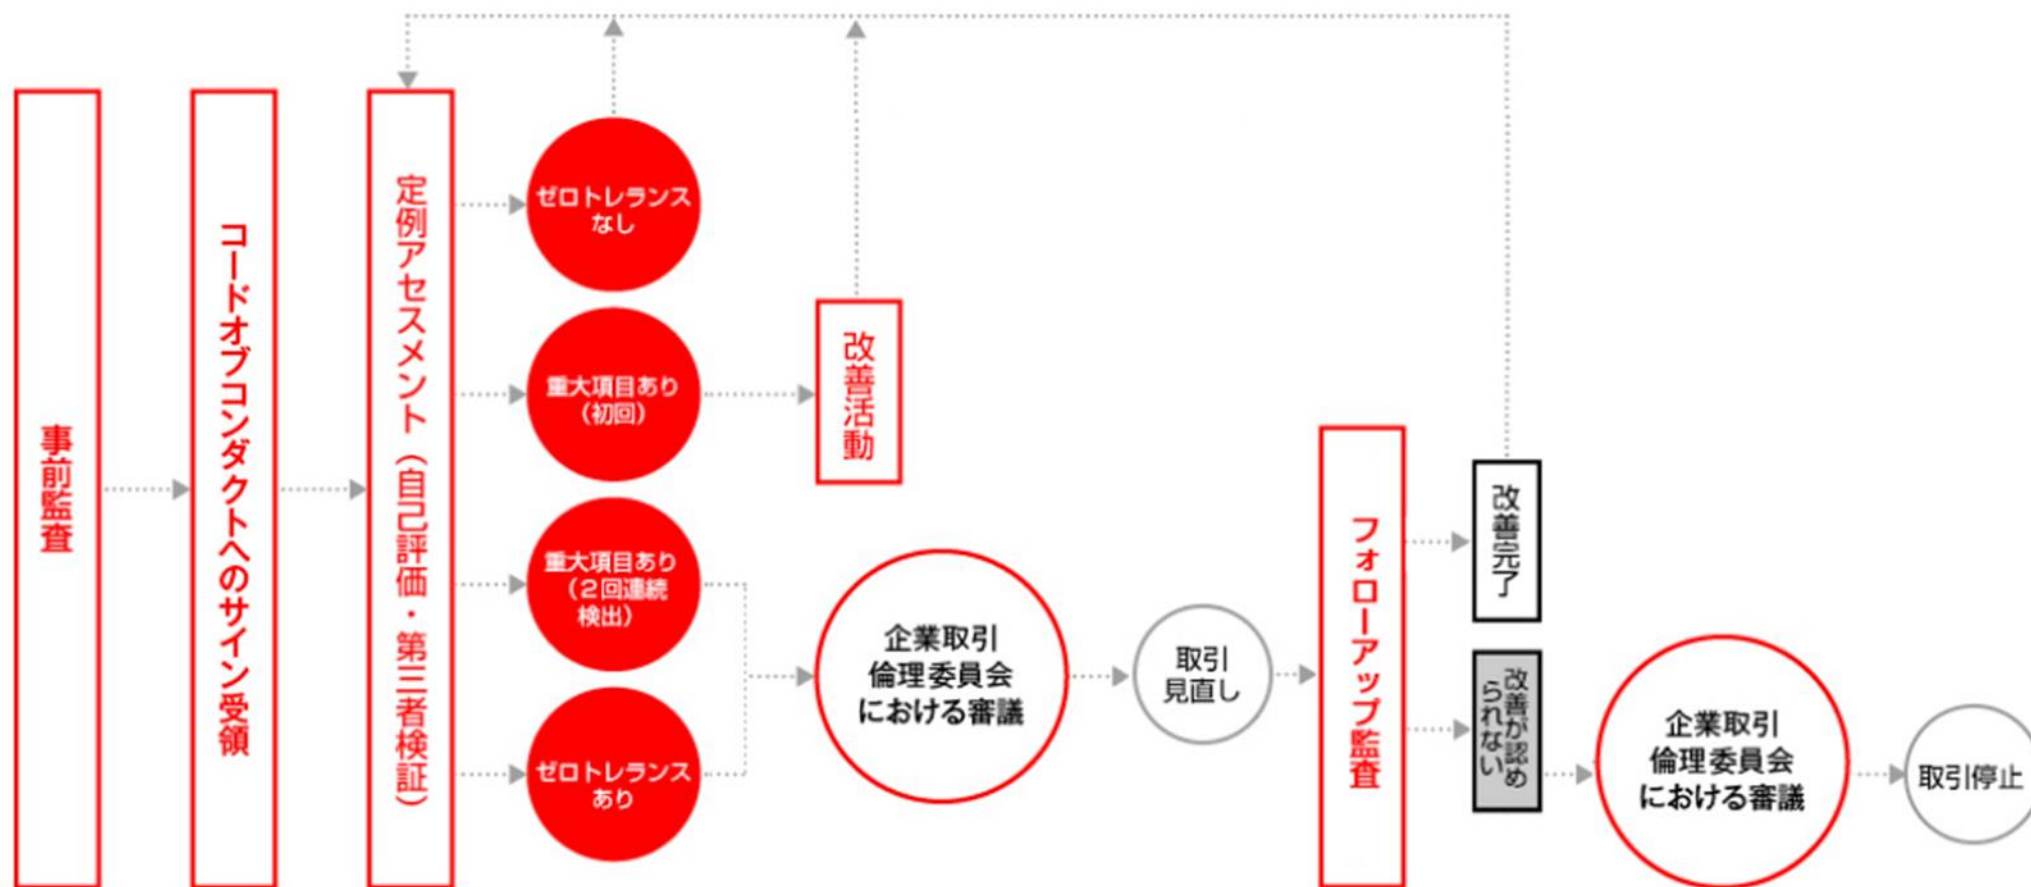 事前監査
コードオブコンダクトへのサイン受領
定例アセスメント（自己評価・第三者検証）
ゼロトレランス
なし
重大項目あり
（初回）
改善活動
重大項目あり
（2回連続
検出）
ゼロトレランス
あり
企業取引
倫理委員会
における審議
取引
見直し
フォローアップ監査
改善完了
改善が認め
られない
企業取引
倫理委員会
における審議
取引停止